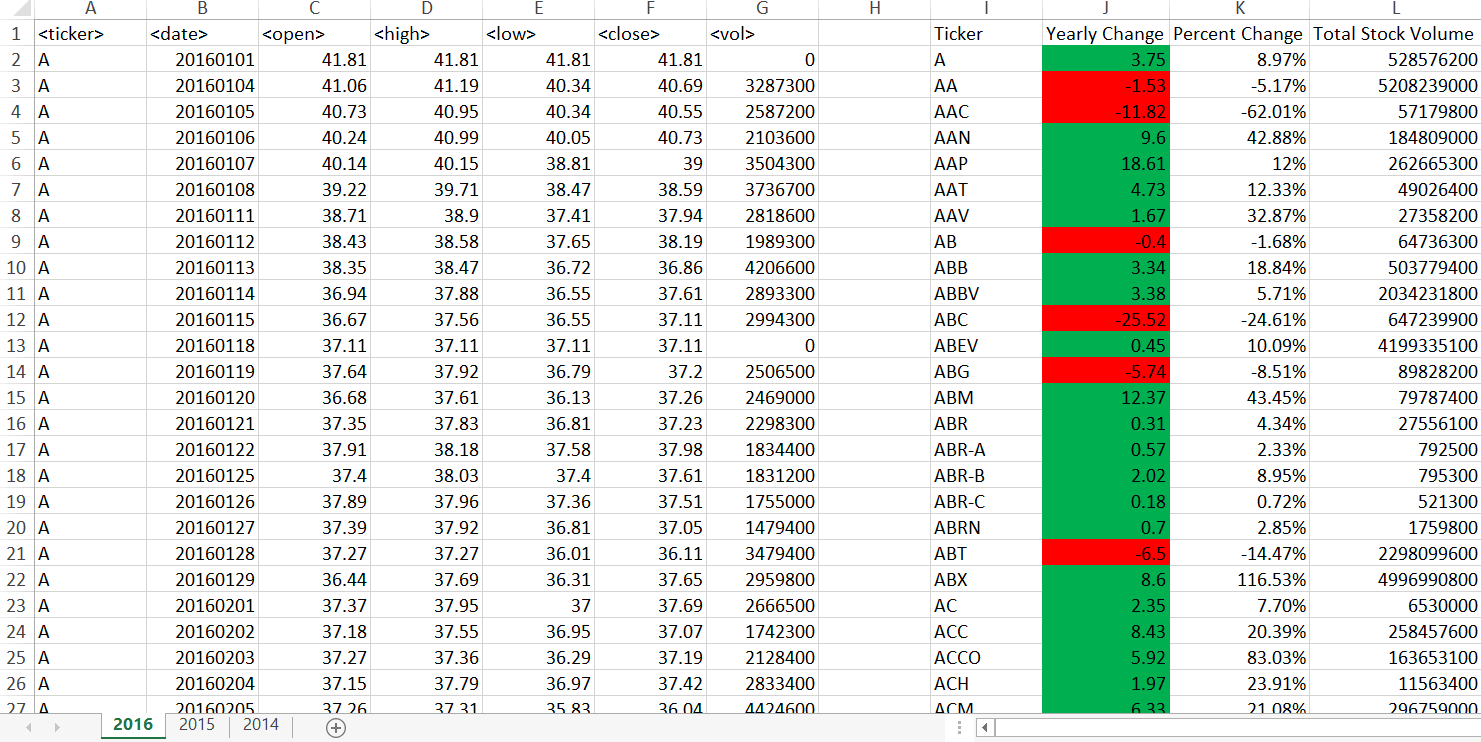 A B C D E F G H I J K L
1 <ticker> <date> <open> <high> <low> <close> <vol> Ticker Yearly Change Percent Change Total Stock Volume
2 A 20160101 41.81 41.81 41.81 41.81 0 A 3.75 8.97% 528576200
3 A 20160104 41.06 41.19 40.34 40.69 3287300 AA -1.53 -5.17% 5208239000
4 A 20160105 40.73 40.95 40.34 40.55 2587200 AAC -11.82 -62.01% 57179800
5 A 20160106 40.24 40.99 40.05 40.73 2103600 AAN 9.6 42.88% 184809000
6 A 20160107 40.14 40.15 38.81 39 3504300 AAP 18.61 12% 262665300
7 A 20160108 39.22 39.71 38.47 38.59 3736700 AAT 4.73 12.33% 49026400
8 A 20160111 38.71 38.9 37.41 37.94 2818600 AAV 1.67 32.87% 27358200
9 A 20160112 38.43 38.58 37.65 38.19 1989300 AB -0.4 -1.68% 64736300
10 A 20160113 38.35 38.47 36.72 36.86 4206600 ABB 3.34 18.84% 503779400
11 A 20160114 36.94 37.88 36.55 37.61 2893300 ABBV 3.38 5.71% 2034231800
12 A 20160115 36.67 37.56 36.55 37.11 2994300 ABC -25.52 -24.61% 647239900
13 A 20160118 37.11 37.11 37.11 37.11 0 ABEV 0.45 10.09% 4199335100
14 A 20160119 37.64 37.92 36.79 37.2 2506500 ABG -5.74 -8.51% 89828200
15 A 20160120 36.68 37.61 36.13 37.26 2469000 ABM 12.37 43.45% 79787400
16 A 20160121 37.35 37.83 36.81 37.23 2298300 ABR 0.31 4.34% 27556100
17 A 20160122 37.91 38.18 37.58 37.98 1834400 ABR-A 0.57 2.33% 792500
18 A 20160125 37.4 38.03 37.4 37.61 1831200 ABR-B 2.02 8.95% 795300
19 A 20160126 37.89 37.96 37.36 37.51 1755000 ABR-C 0.18 0.72% 521300
20 A 20160127 37.39 37.92 36.81 37.05 1479400 ABRN 0.7 2.85% 1759800
21 A 20160128 37.27 37.27 36.01 36.11 3479400 ABT -6.5 -14.47% 2298099600
22 A 20160129 36.44 37.69 36.31 37.65 2959800 ABX 8.6 116.53% 4996990800
23 A 20160201 37.37 37.95 37 37.69 2666500 AC 2.35 7.70% 6530000
24 A 20160202 37.18 37.55 36.95 37.07 1742300 ACC 8.43 20.39% 258457600
25 A 20160203 37.27 37.36 36.29 37.19 2128400 ACCO 5.92 83.03% 163653100
26 A 20160204 37.15 37.79 36.97 37.42 2833400 ACH 1.97 23.91% 11563400
27 A 20160205 37.26 37.31 35.83 36.04 4424600 ACM 6.33 21.08% 296759000
2016 2015 2014